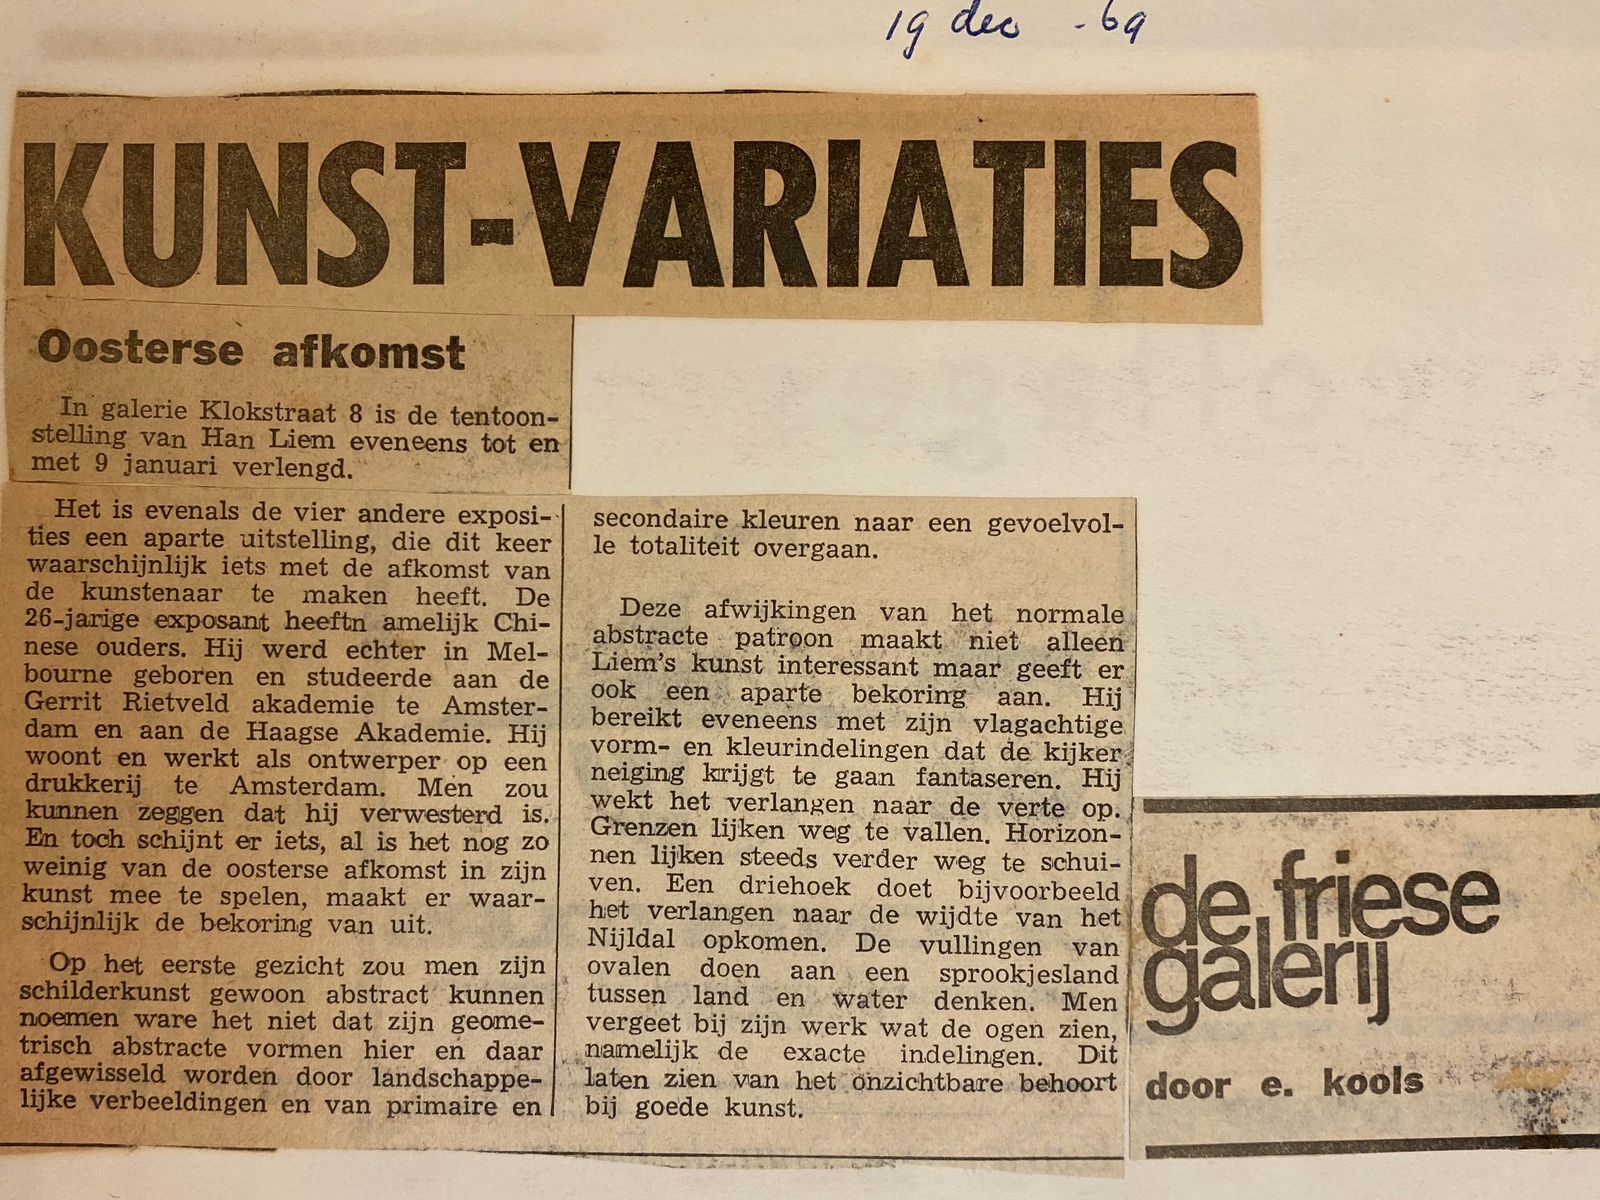 19 dec - 69
KUNST-VARIATIES
Oosterse afkomst
In galerie Klokstraat 8 is de tentoon-
stelling van Han Liem eveneens tot en
met 9 januari verlengd.
Het is evenals de vier andere exposi-
ties een aparte uitstelling, die dit keer
waarschijnlijk iets met de afkomst van
de kunstenaar te maken heeft. De
26-jarige exposant heeftn amelijk Chi-
nese ouders. Hij werd echter in Mel-
bourne geboren en studeerde aan de
Gerrit Rietveld akademie te Amster-
dam en aan de Haagse Akademie. Hij
woont en werkt als ontwerper op een
drukkerij te Amsterdam. Men zou
kunnen zeggen dat hij verwesterd is.
En toch schijnt er iets, al is het nog zo
weinig van de oosterse afkomst in zijn
kunst mee te spelen, maakt er waar-
schijnlijk de bekoring van uit.
Op het eerste gezicht zou men zijn
schilderkunst gewoon abstract kunnen
noemen ware het niet dat zijn geome-
trisch abstracte vormen hier en daar
afgewisseld worden door landschappe-
lijke verbeeldingen en van primaire en
secondaire kleuren naar een gevoelvol-
le totaliteit overgaan.
Deze afwijkingen van het normale
abstracte patroon maakt niet alleen
Liem's kunst interessant maar geeft er
ook een aparte bekoring aan. Hij
bereikt eveneens met zijn vlagachtige
vorm- en kleurindelingen dat de kijker
neiging krijgt te gaan fantaseren. Hij
wekt het verlangen naar de verte op.
Grenzen lijken weg te vallen. Horizon-
nen lijken steeds verder weg te schui-
ven. Een driehoek doet bijvoorbeeld
het verlangen naar de wijdte van het
Nijldal opkomen. De vullingen van
ovalen doen aan een sprookjesland
tussen land en water denken. Men
vergeet bij zijn werk wat de ogen zien,
namelijk de exacte indelingen. Dit
laten zien van het onzichtbare behoort
bij goede kunst.
de friese
galerij
door e. kools